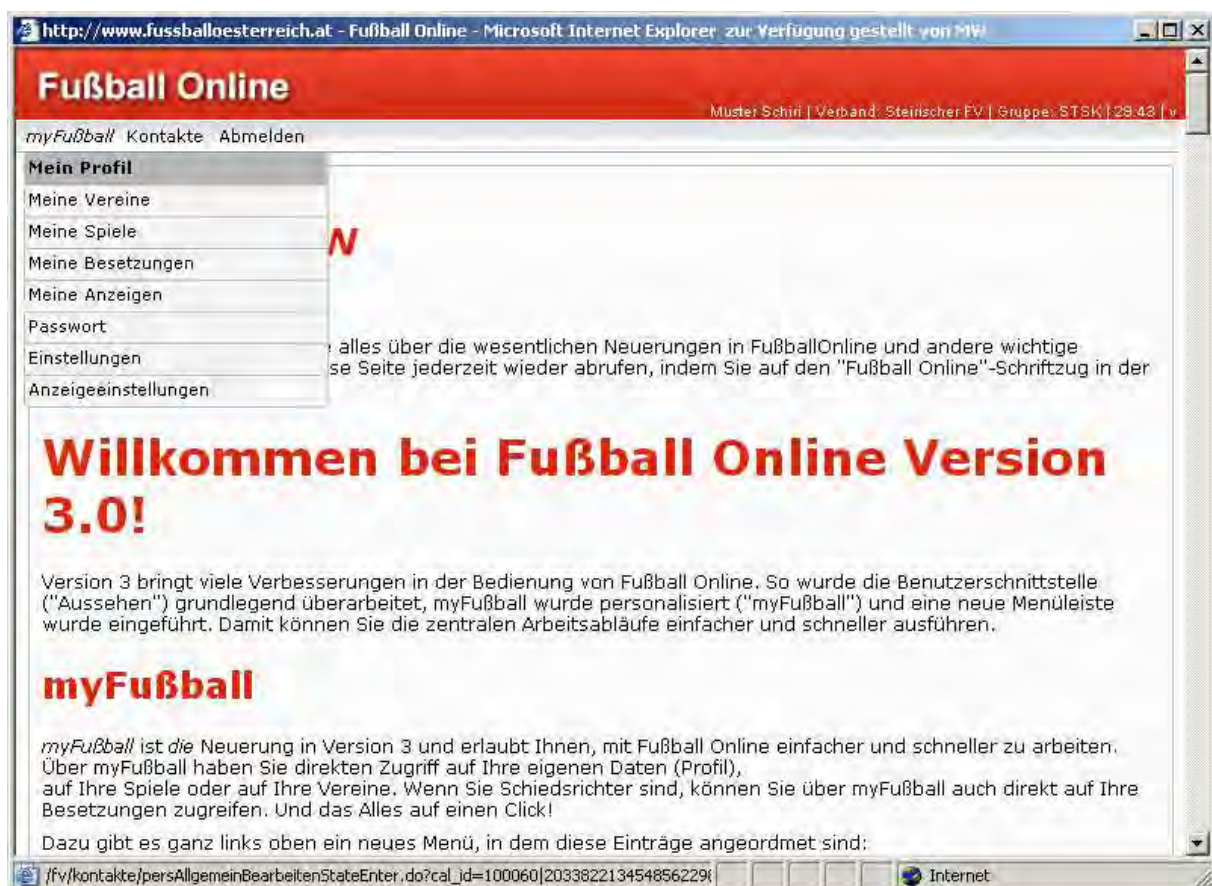 http://www.fussballoesterreich.at - Fußball Online - Microsoft Internet Explorer zur Verfügung gestellt von MW
Fußball Online
Muster Schiri | Verband: Steirischer FV | Gruppe: STSK | 29:43 | v
myFußball Kontakte Abmelden
Mein Profil
Meine Vereine
Meine Spiele
Meine Besetzungen
Meine Anzeigen
Passwort
Einstellungen
Anzeigeeinstellungen
alles über die wesentlichen Neuerungen in FußballOnline und andere wichtige
se Seite jederzeit wieder abrufen, indem Sie auf den "Fußball Online"-Schriftzug in der
Willkommen bei Fußball Online Version
3.0!
Version 3 bringt viele Verbesserungen in der Bedienung von Fußball Online. So wurde die Benutzerschnittstelle
("Aussehen") grundlegend überarbeitet, myFußball wurde personalisiert ("myFußball") und eine neue Menüleiste
wurde eingeführt. Damit können Sie die zentralen Arbeitsabläufe einfacher und schneller ausführen.
myFußball
myFußball ist die Neuerung in Version 3 und erlaubt Ihnen, mit Fußball Online einfacher und schneller zu arbeiten.
Über myFußball haben Sie direkten Zugriff auf Ihre eigenen Daten (Profil),
auf Ihre Spiele oder auf Ihre Vereine. Wenn Sie Schiedsrichter sind, können Sie über myFußball auch direkt auf Ihre
Besetzungen zugreifen. Und das Alles auf einen Click!
Dazu gibt es ganz links oben ein neues Menü, in dem diese Einträge angeordnet sind:
/fv/kontakte/persAllgemeinBearbeitenStateEnter.do?cal_id=100060|203382213454856229
Internet